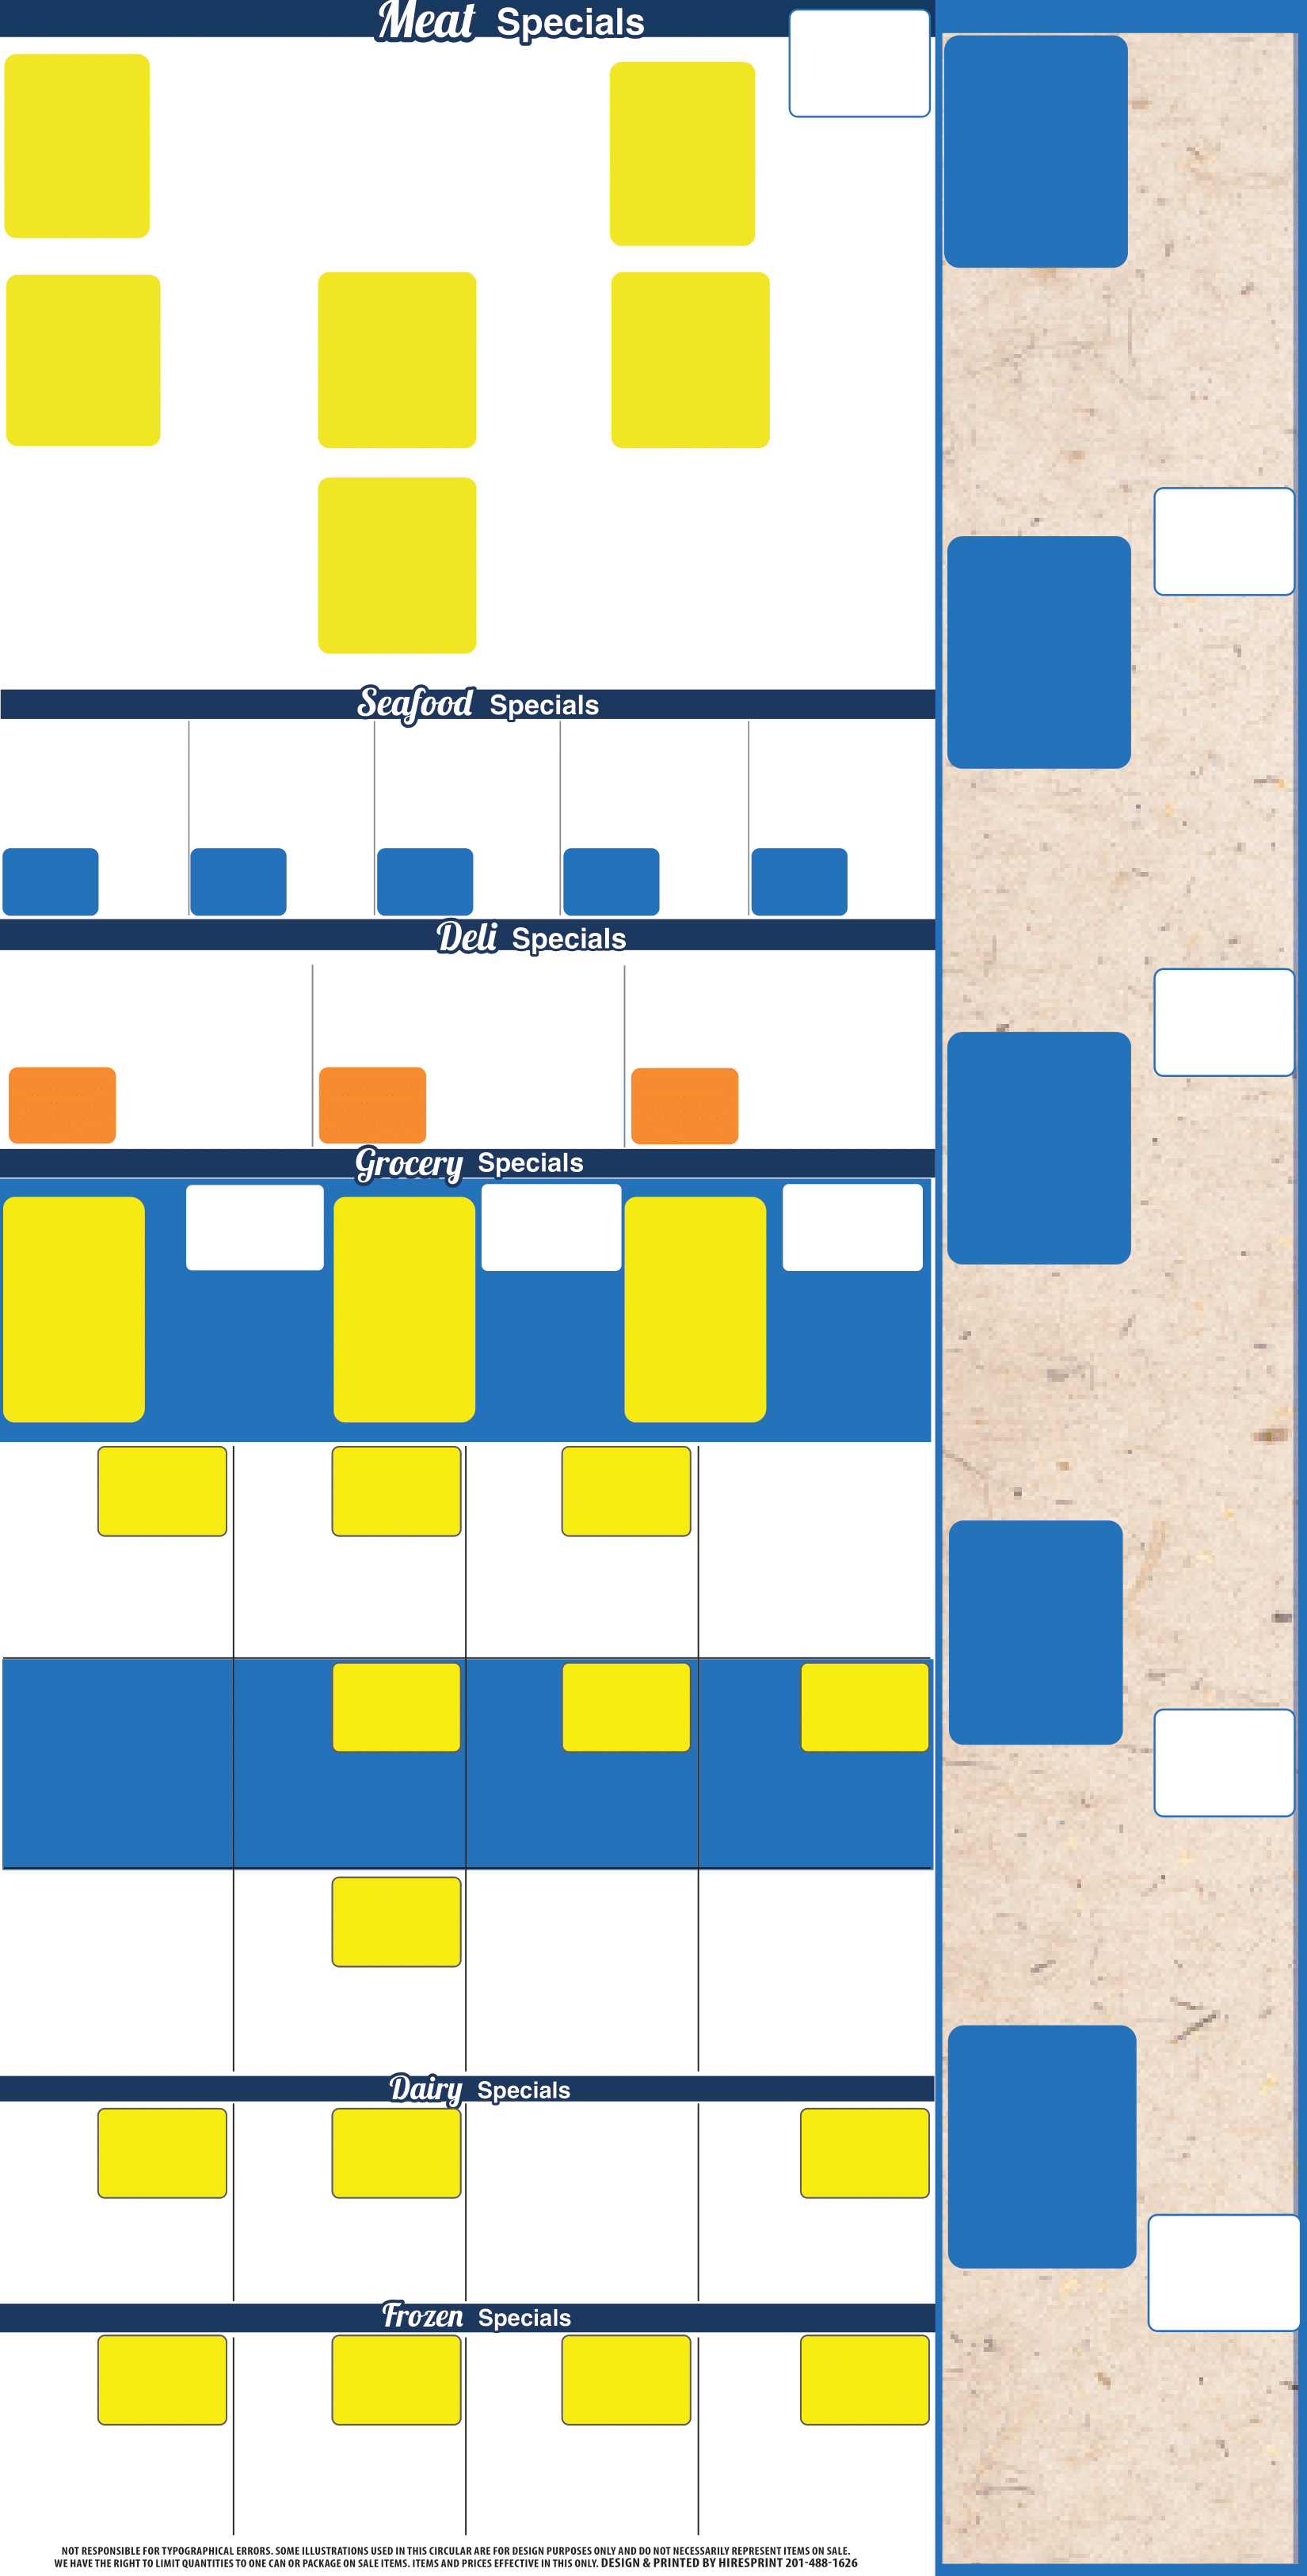 Meat Specials
Seafood Specials
Deli Specials
Grocery Specials
Dairy Specials
Frozen Specials
NOT RESPONSIBLE FOR TYPOGRAPHICAL ERRORS. SOME ILLUSTRATIONS USED IN THIS CIRCULAR ARE FOR DESIGN PURPOSES ONLY AND DO NOT NECESSARILY REPRESENT ITEMS ON SALE.
WE HAVE THE RIGHT TO LIMIT QUANTITIES TO ONE CAN OR PACKAGE ON SALE ITEMS. ITEMS AND PRICES EFFECTIVE IN THIS ONLY. DESIGN & PRINTED BY HIRESPRINT 201-488-1626